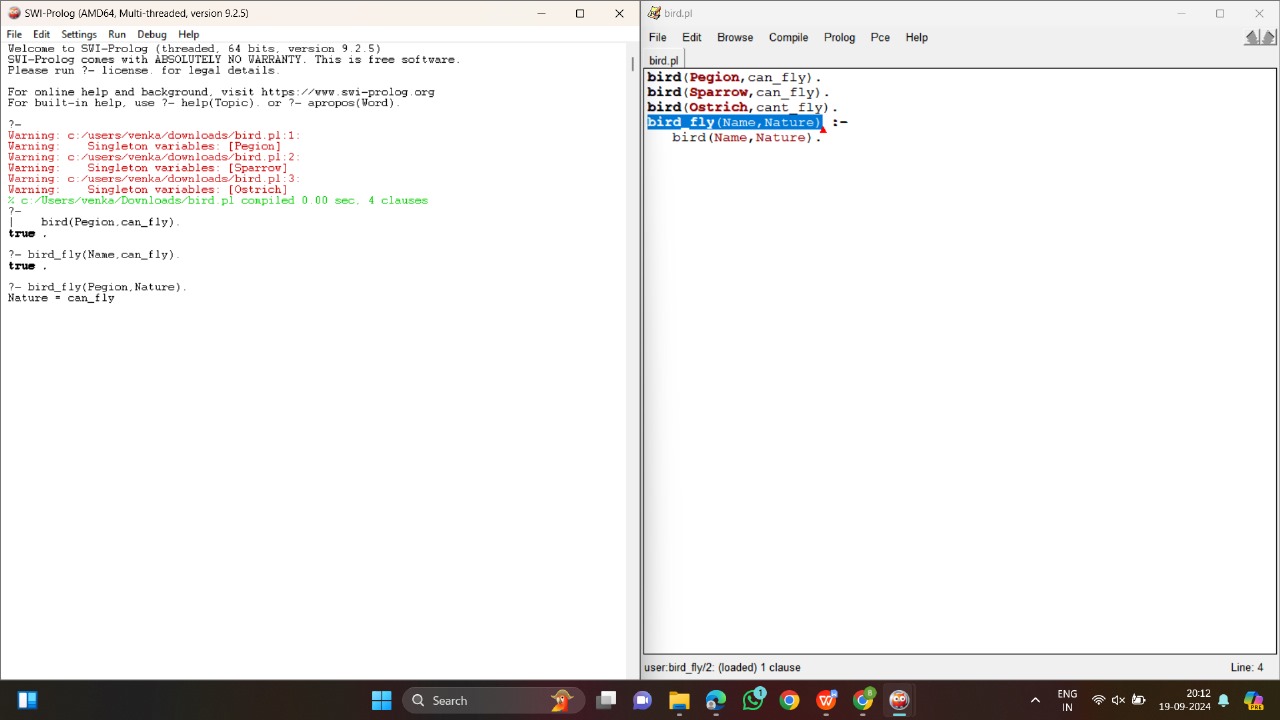 SWI-Prolog (AMD64, Multi-threaded, version 9.2.5)
File Edit Settings Run Debug Help
Welcome to SWI-Prolog (threaded, 64 bits, version 9.2.5)
SWI-Prolog comes with ABSOLUTELY NO WARRANTY. This is free software.
Please run ?- license. for legal details.
For online help and background, visit https://www.swi-prolog.org
For built-in help, use ?- help(Topic). or ?- apropos(Word).
?-
Warning: c:/users/venka/downloads/bird.pl:1:
Warning:    Singleton variables: [Pegion]
Warning: c:/users/venka/downloads/bird.pl:2:
Warning:    Singleton variables: [Sparrow]
Warning: c:/users/venka/downloads/bird.pl:3:
Warning:    Singleton variables: [Ostrich]
% c:/Users/venka/Downloads/bird.pl compiled 0.00 sec, 4 clauses
?-
|    bird(Pegion,can_fly).
true .
?- bird_fly(Name,can_fly).
true .
?- bird_fly(Pegion,Nature).
Nature = can_fly
bird.pl
File Edit Browse Compile Prolog Pce Help
bird.pl
bird(Pegion,can_fly).
bird(Sparrow,can_fly).
bird(Ostrich,cant_fly).
bird_fly(Name,Nature) :-
bird(Name,Nature).
user:bird_fly/2: (loaded) 1 clause
Line: 4
Search
1
8
ENG
IN
20:12
19-09-2024
PRE